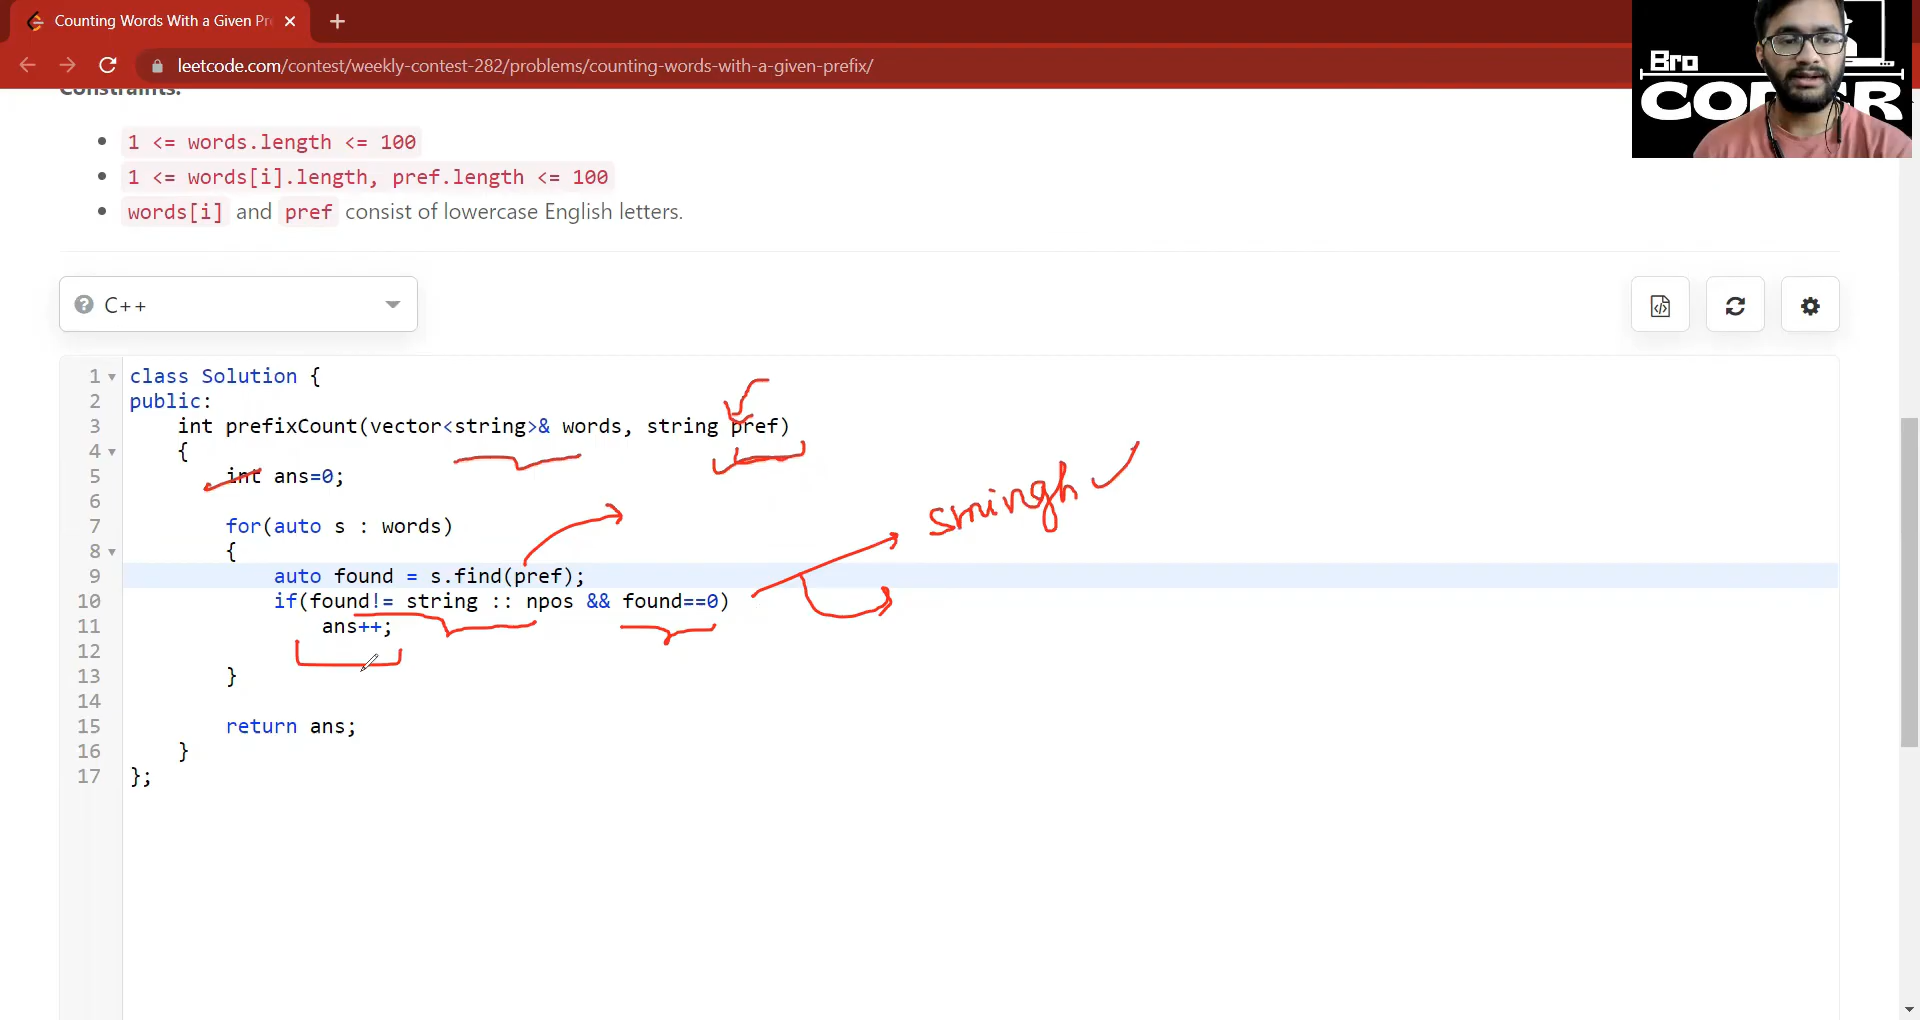 Counting Words With a Given Pr
leetcode.com/contest/weekly-contest-282/problems/counting-words-with-a-given-prefix/
Bro
CODER
Constraints:
1 <= words.length <= 100
1 <= words[i].length, pref.length <= 100
words[i] and pref consist of lowercase English letters.
C++
1 class Solution {
2 public:
3 int prefixCount(vector<string>& words, string pref)
4 {
5 int ans=0;
6
7 for(auto s : words)
8 {
9 auto found = s.find(pref);
10 if(found!= string :: npos && found==0)
11 ans++;
12
13 }
14
15 return ans;
16 }
17 };